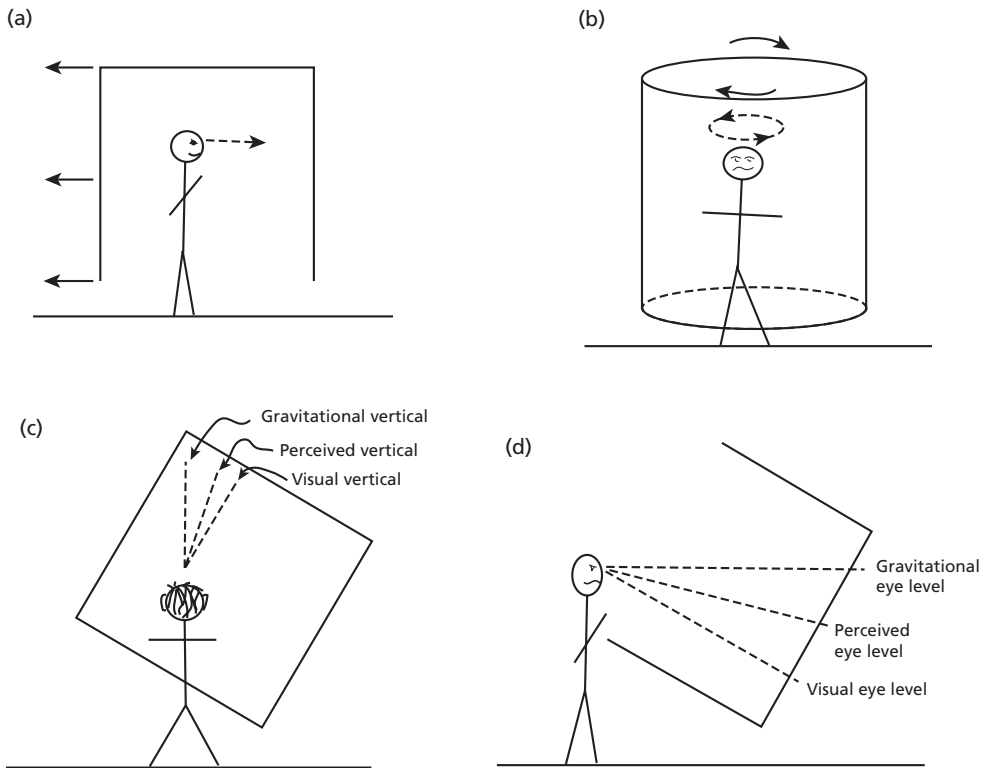 (a)
(b)
(c)
Gravitational vertical
Perceived vertical
Visual vertical
(d)
Gravitational
eye level
Perceived
eye level
Visual eye level